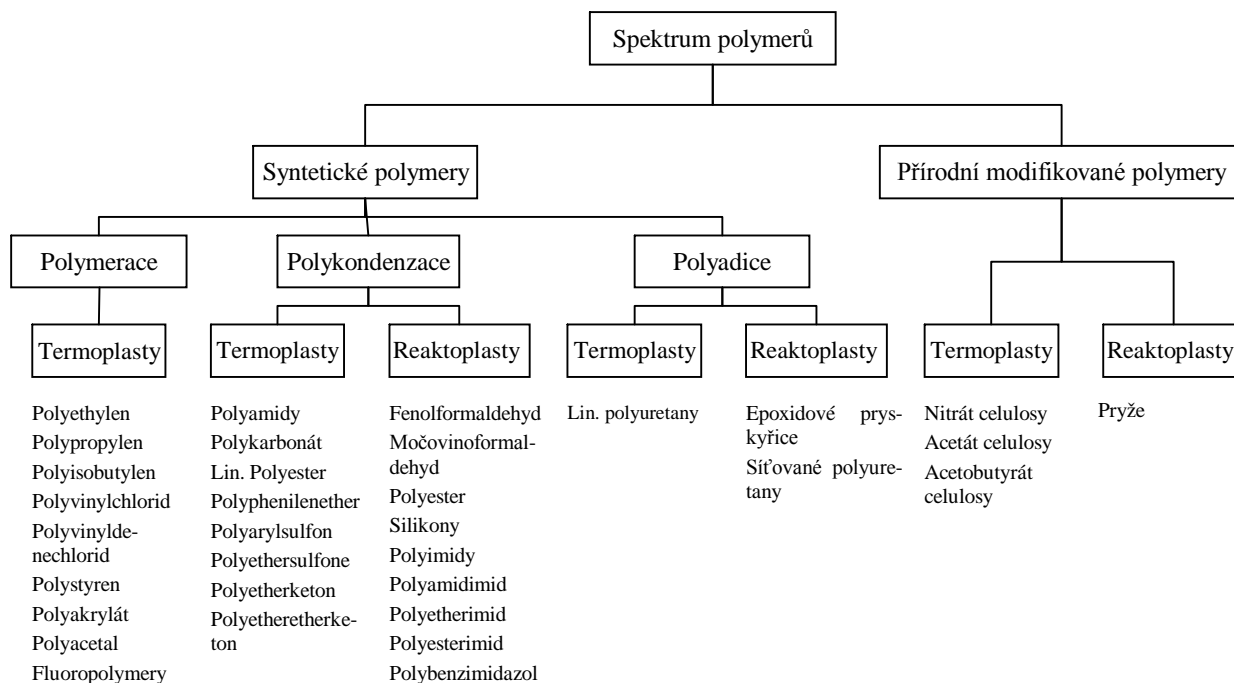 Spektrum polymerů
Syntetické polymery
Přírodní modifikované polymery
Polymerace
Polykondenzace
Polyadice
Termoplasty
Termoplasty
Reaktoplasty
Termoplasty
Reaktoplasty
Termoplasty
Reaktoplasty
Polyethylen
Polypropylen
Polyisobutylen
Polyvinylchlorid
Polyvinylde-
nechlorid
Polystyren
Polyakrylát
Polyacetal
Fluoropolymery
Polyamidy
Polykarbonát
Lin. Polyester
Polyphenilenether
Polyarylsulfon
Polyethersulfone
Polyetherketon
Polyetheretherke-
ton
Fenolformaldehyd
Močovinoformal-
dehyd
Polyester
Silikony
Polyimidy
Polyamidimid
Polyetherimid
Polyesterimid
Polybenzimidazol
Lin. polyuretany
Epoxidové prys-
kyřice
Síťované polyure-
tany
Nitrát celulosy
Acetát celulosy
Acetobutyrát
celulosy
Pryže